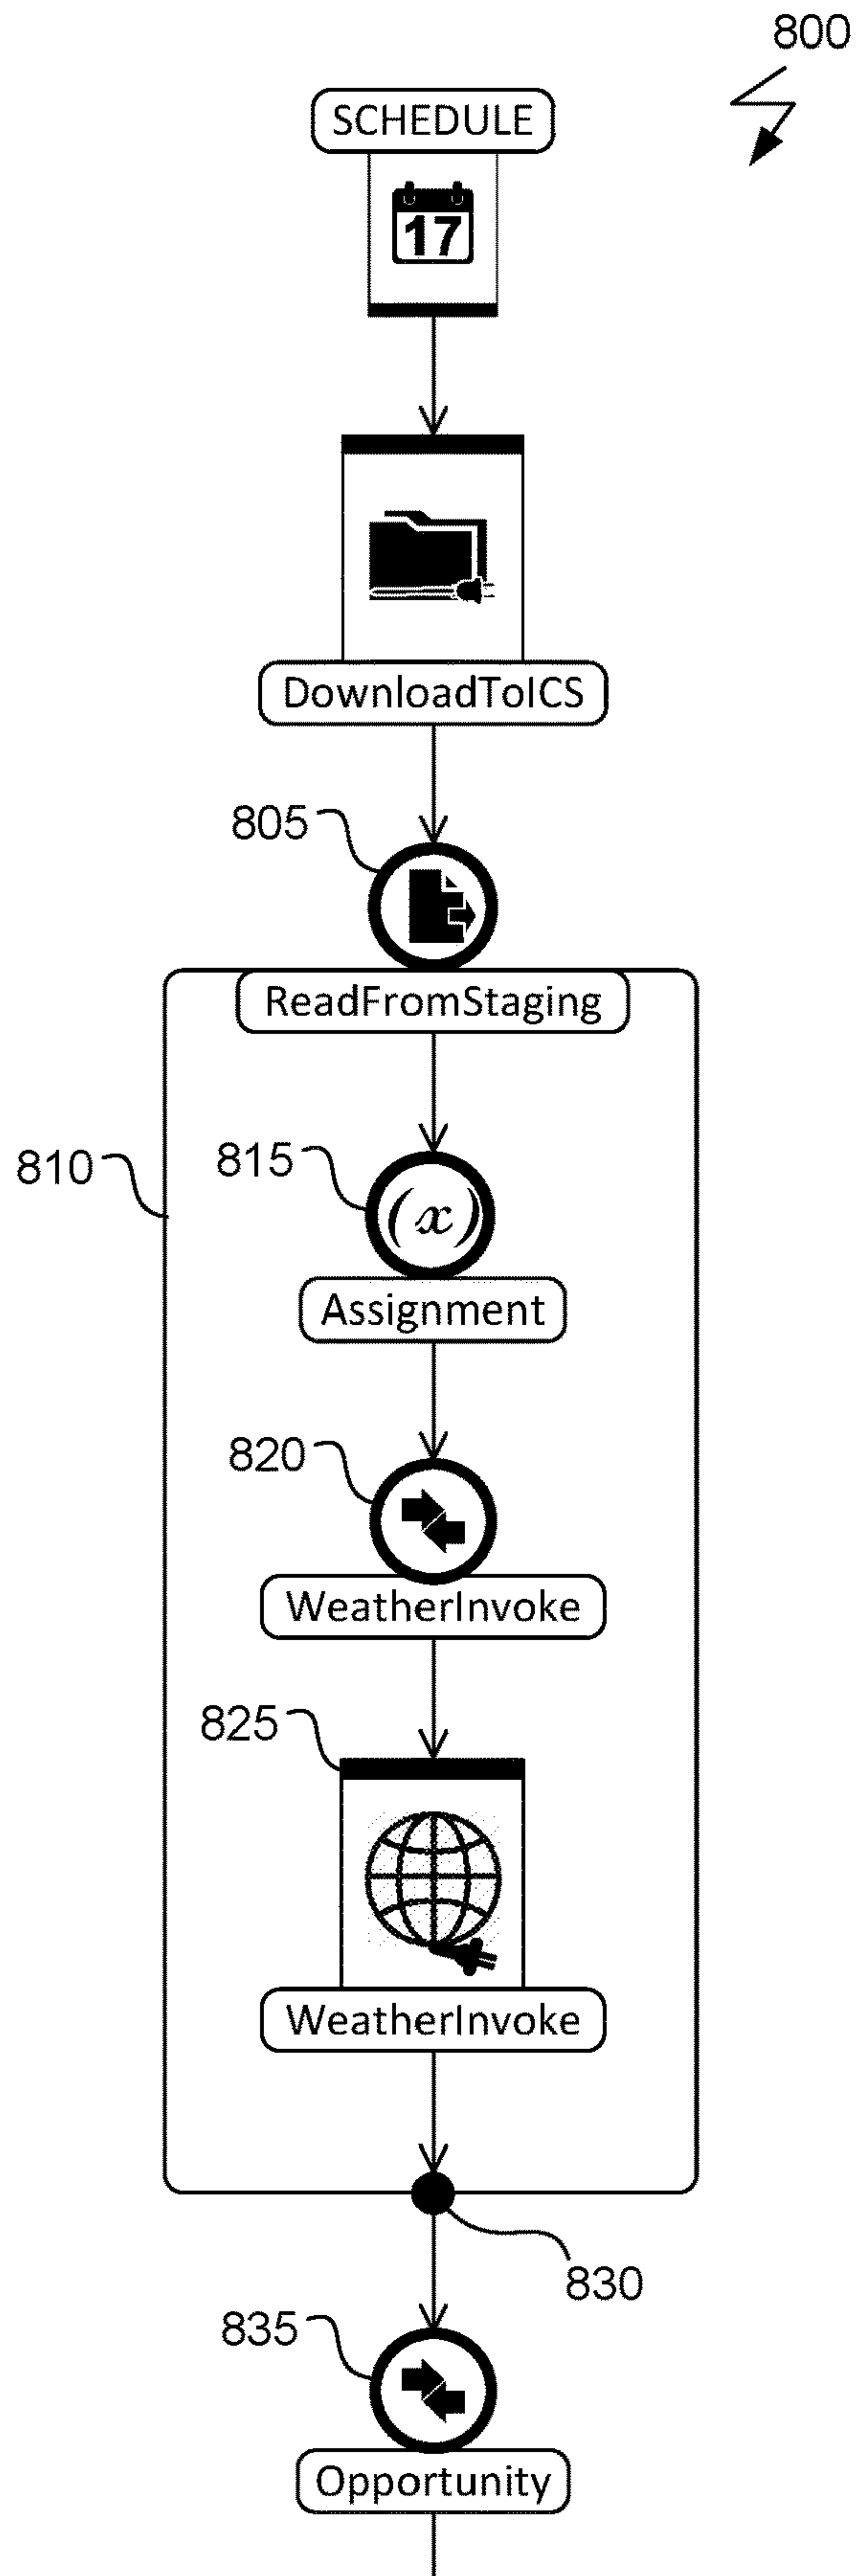 800
SCHEDULE
17
DownloadToICS
805
ReadFromStaging
810
815
(x)
Assignment
820
WeatherInvoke
825
WeatherInvoke
830
835
Opportunity